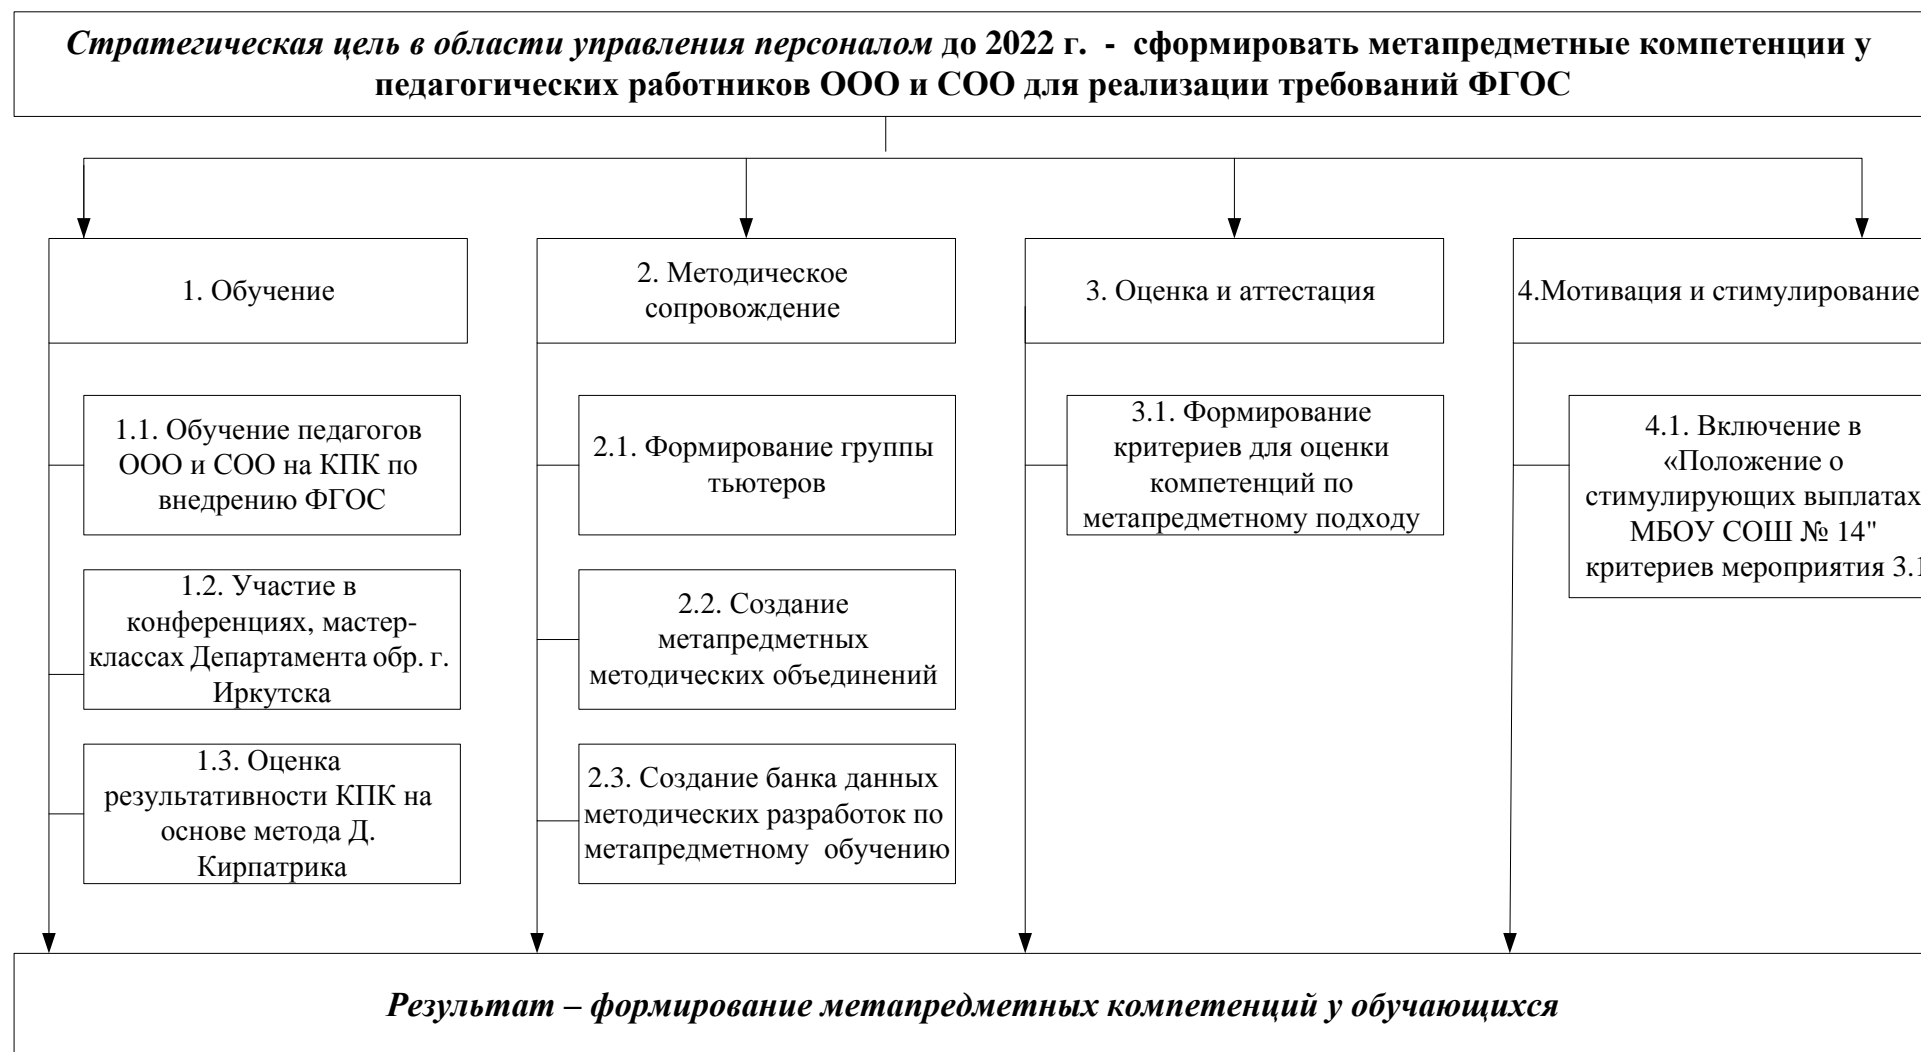 Стратегическая цель в области управления персоналом до 2022 г.  -  сформировать метапредметные компетенции у
педагогических работников ООО и СОО для реализации требований ФГОС
1. Обучение
2. Методическое
сопровождение
3. Оценка и аттестация
4.Мотивация и стимулирование
1.1. Обучение педагогов
ООО и СОО на КПК по
внедрению ФГОС
1.2. Участие в
конференциях, мастер-
классах Департамента обр. г.
Иркутска
1.3. Оценка
результативности КПК на
основе метода Д.
Кирпатрика
2.1. Формирование группы
тьютеров
2.2. Создание
метапредметных
методических объединений
2.3. Создание банка данных
методических разработок по
метапредметному  обучению
3.1. Формирование
критериев для оценки
компетенций по
метапредметному подходу
4.1. Включение в
«Положение о
стимулирующих выплатах
МБОУ СОШ № 14"
критериев мероприятия 3.1
Результат – формирование метапредметных компетенций у обучающихся